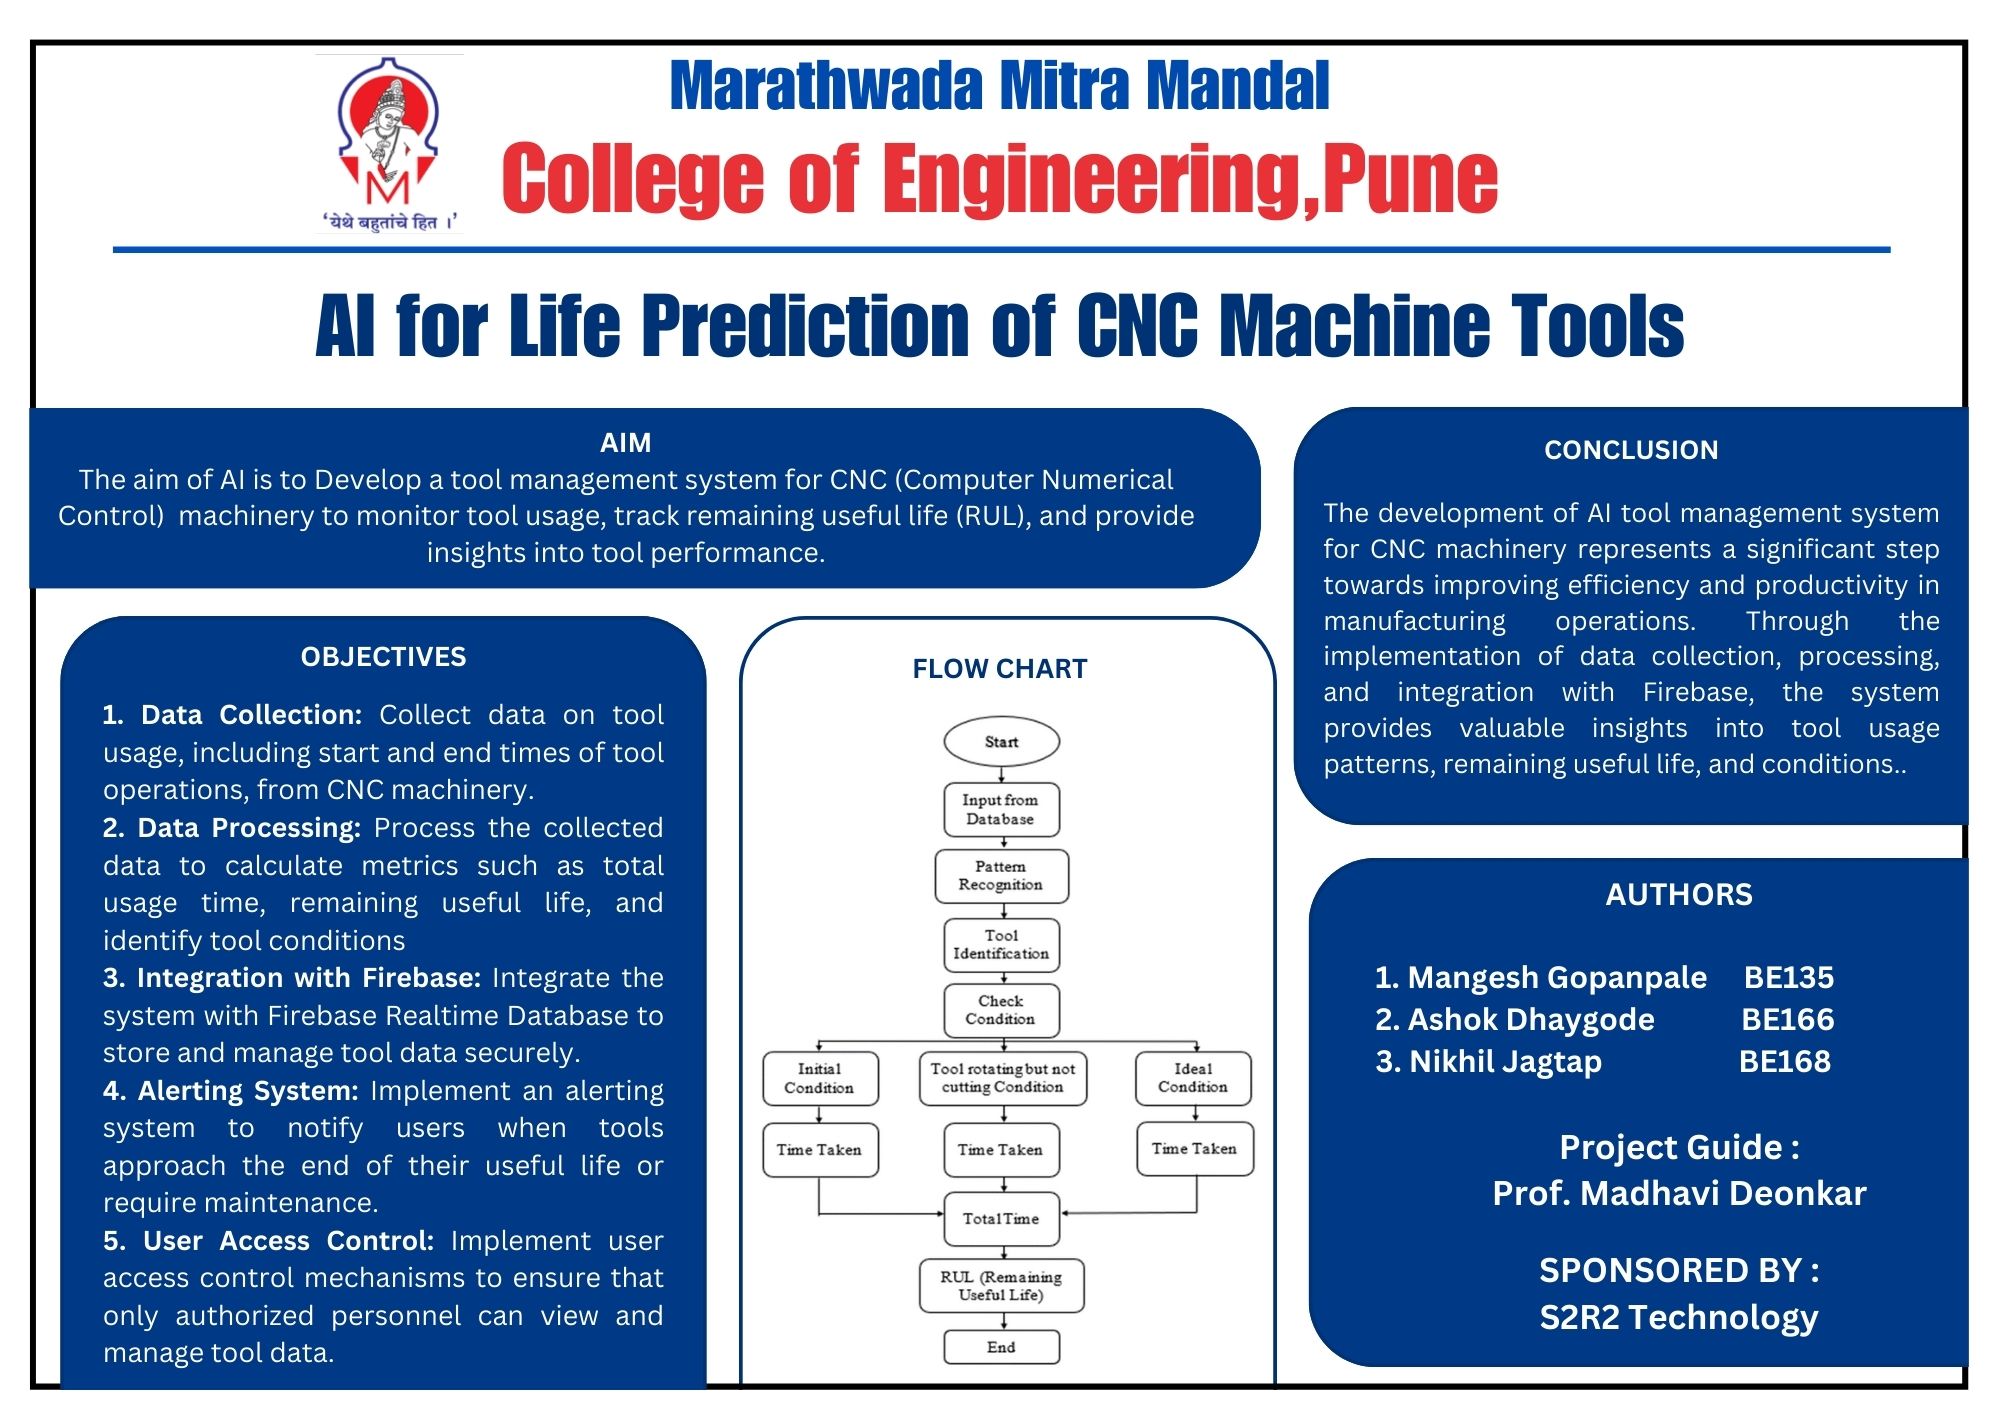 Marathwada Mitra Mandal
College of Engineering,Pune
‘येथे बहुतांचे हित ।’
AI for Life Prediction of CNC Machine Tools
AIM
The aim of AI is to Develop a tool management system for CNC (Computer Numerical
Control) machinery to monitor tool usage, track remaining useful life (RUL), and provide
insights into tool performance.
OBJECTIVES
1. Data Collection: Collect data on tool
usage, including start and end times of tool
operations, from CNC machinery.
2. Data Processing: Process the collected
data to calculate metrics such as total
usage time, remaining useful life, and
identify tool conditions
3. Integration with Firebase: Integrate the
system with Firebase Realtime Database to
store and manage tool data securely.
4. Alerting System: Implement an alerting
system to notify users when tools
approach the end of their useful life or
require maintenance.
5. User Access Control: Implement user
access control mechanisms to ensure that
only authorized personnel can view and
manage tool data.
FLOW CHART
Start
Input from
Database
Pattern
Recognition
Tool
Identification
Check
Condition
Initial
Condition
Tool rotating but not
cutting Condition
Ideal
Condition
Time Taken
Time Taken
Time Taken
Total Time
RUL (Remaining
Useful Life)
End
CONCLUSION
The development of AI tool management system
for CNC machinery represents a significant step
towards improving efficiency and productivity in
manufacturing operations. Through the
implementation of data collection, processing,
and integration with Firebase, the system
provides valuable insights into tool usage
patterns, remaining useful life, and conditions..
AUTHORS
1. Mangesh Gopanpale BE135
2. Ashok Dhaygode BE166
3. Nikhil Jagtap BE168
Project Guide :
Prof. Madhavi Deonkar
SPONSORED BY :
S2R2 Technology